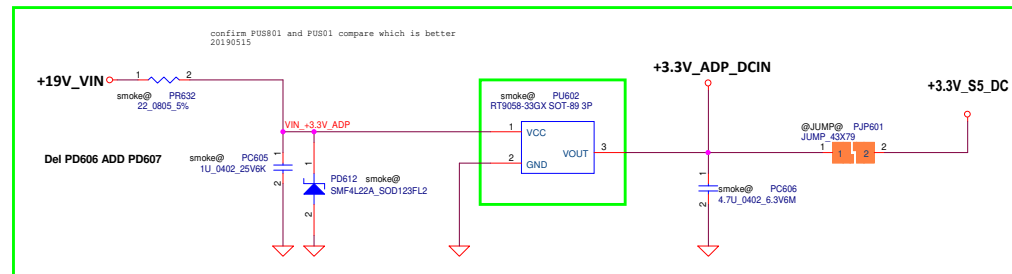 confirm PUS801 and PUS01 compare which is better
20190515
+19V_VIN
1
2
smoke@ PR632
22_0805_5%
VIN_+3.3V_ADP
Del PD606 ADD PD607
smoke@ PC605
1U_0402_25V6K
1
2
1
2
PD612 smoke@
SMF4L22A_SOD123FL2
smoke@ PU602
RT9058-33GX SOT-89 3P
1 VCC
2 GND
VOUT 3
+3.3V_ADP_DCIN
1
2
smoke@ PC606
4.7U_0402_6.3V6M
@JUMP@ PJP601
JUMP_43X79
1 1 2 2
+3.3V_S5_DC